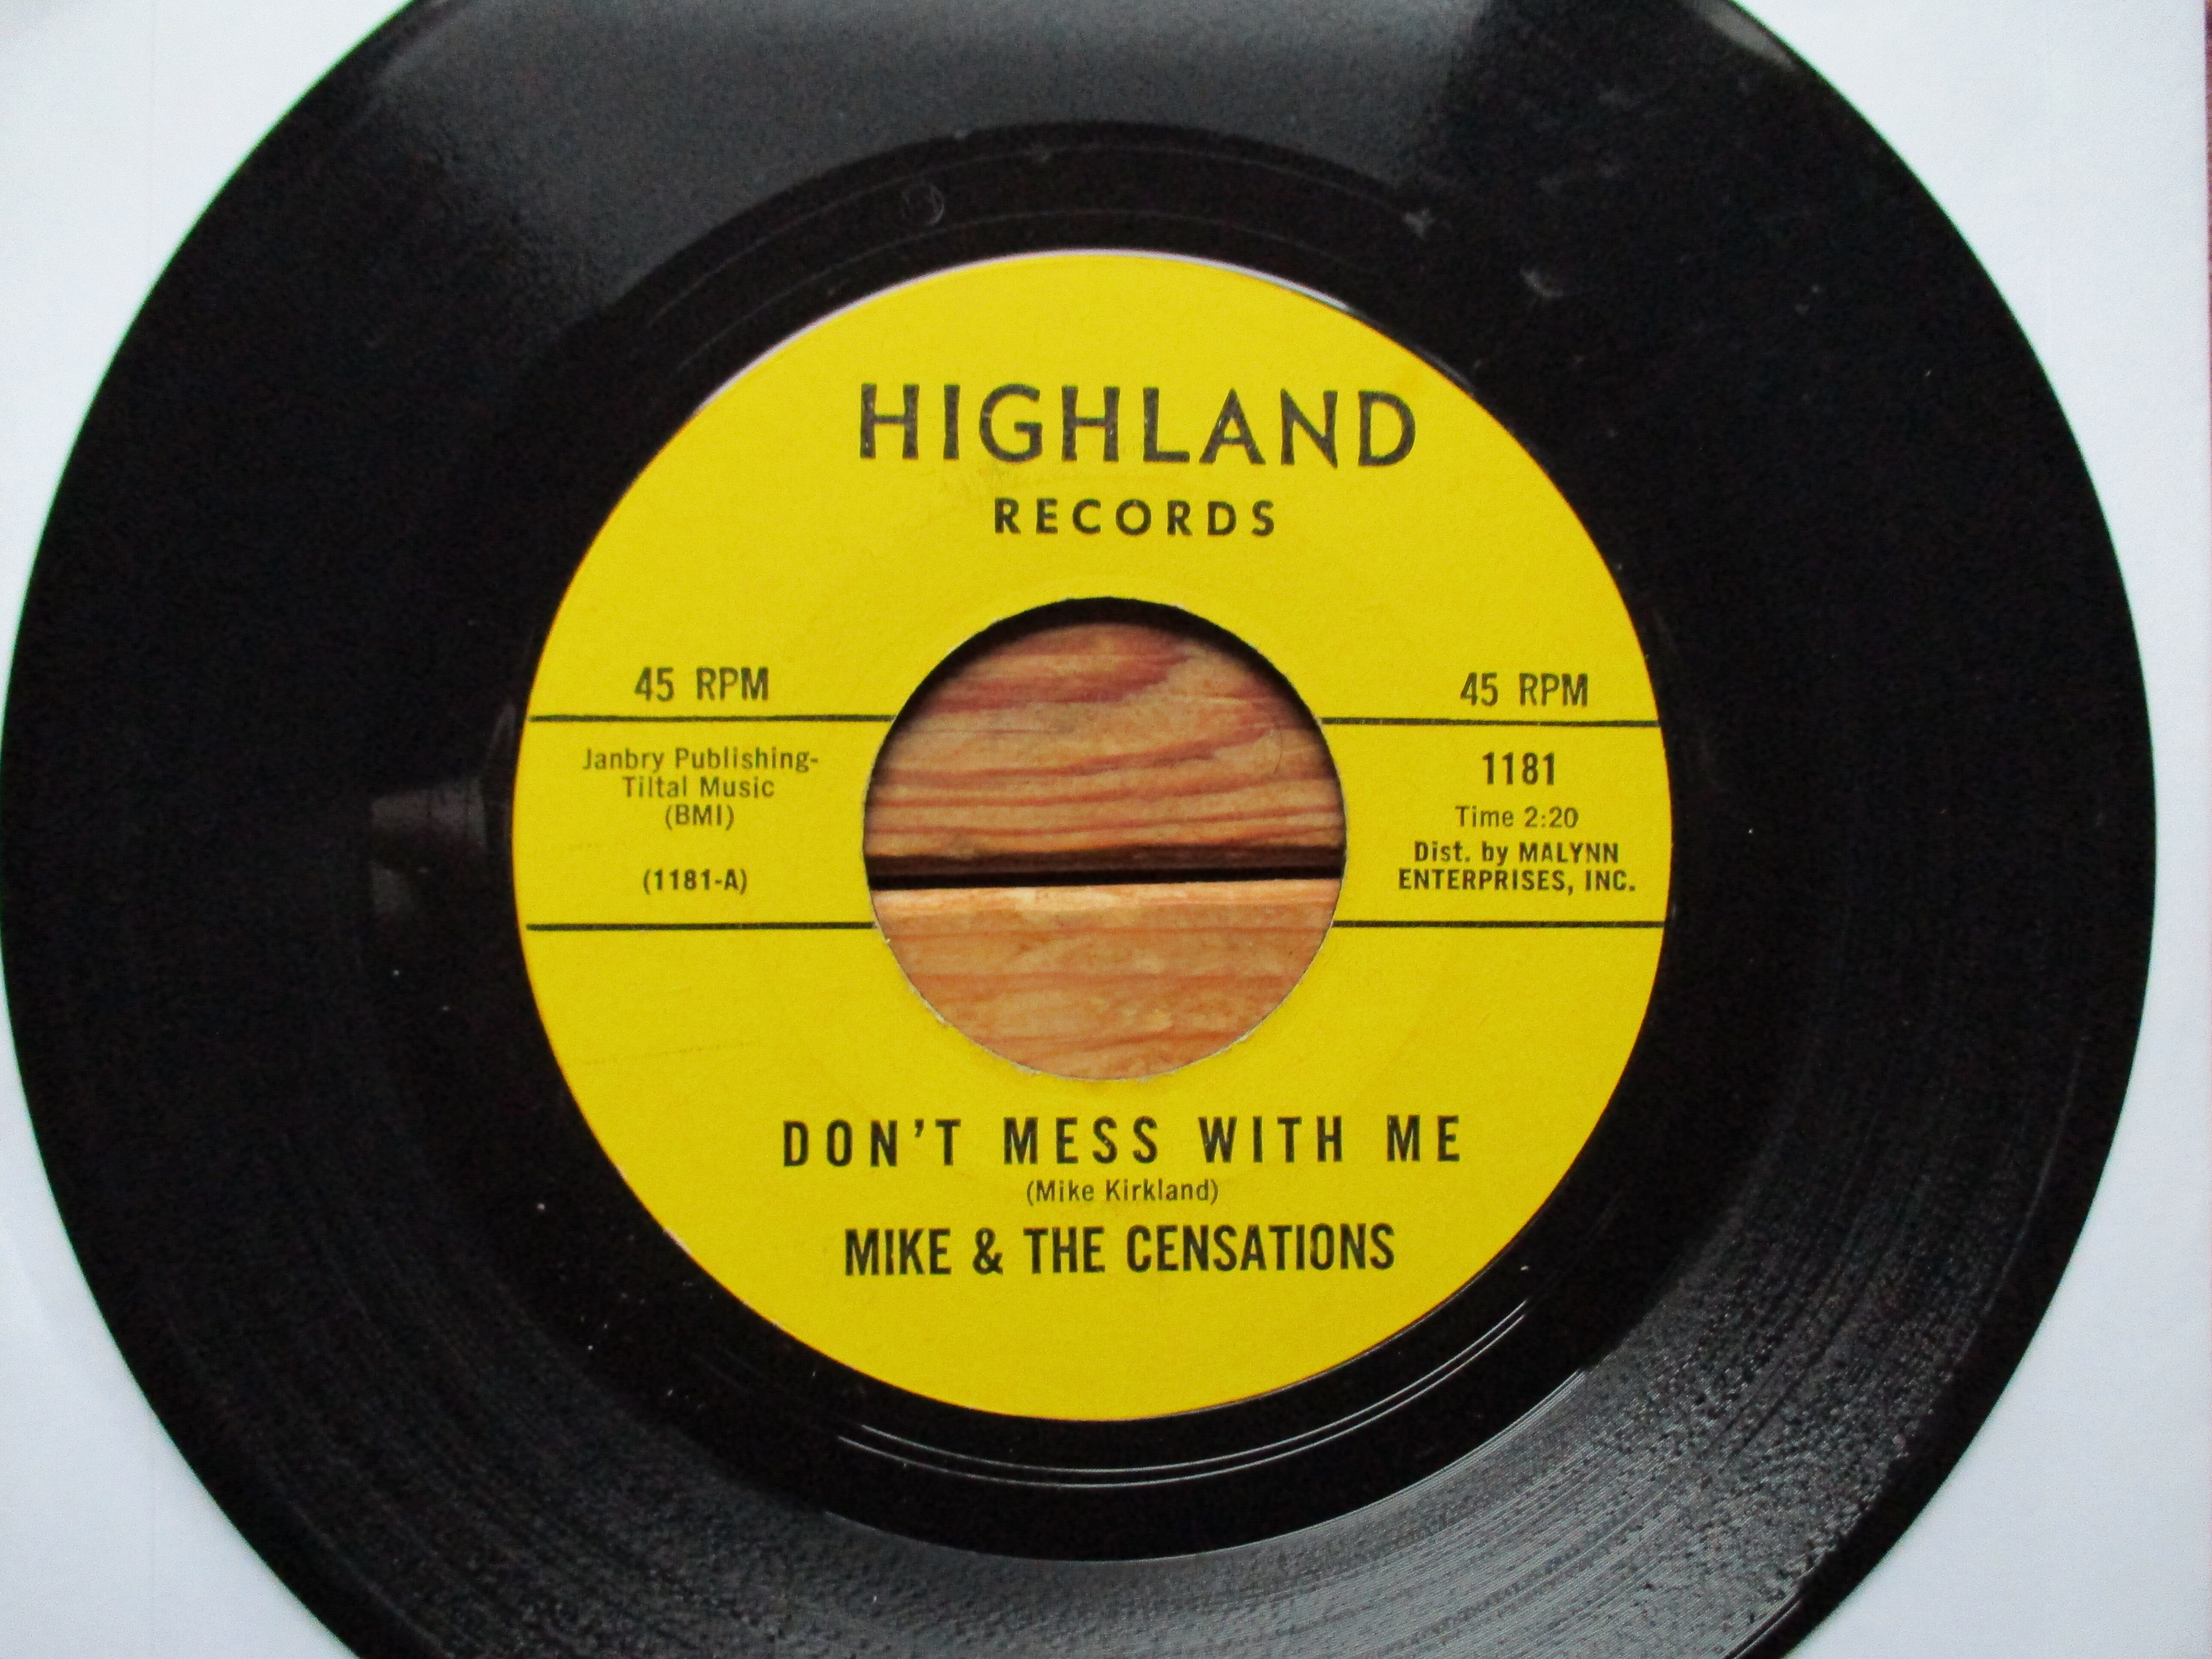 HIGHLAND
RECORDS
45 RPM
Janbry Publishing-
Tiltal Music
(BMI)
(1181-A)
45 RPM
1181
Time 2:20
Dist. by MALYNN
ENTERPRISES, INC.
DON'T MESS WITH ME
(Mike Kirkland)
MIKE & THE CENSATIONS